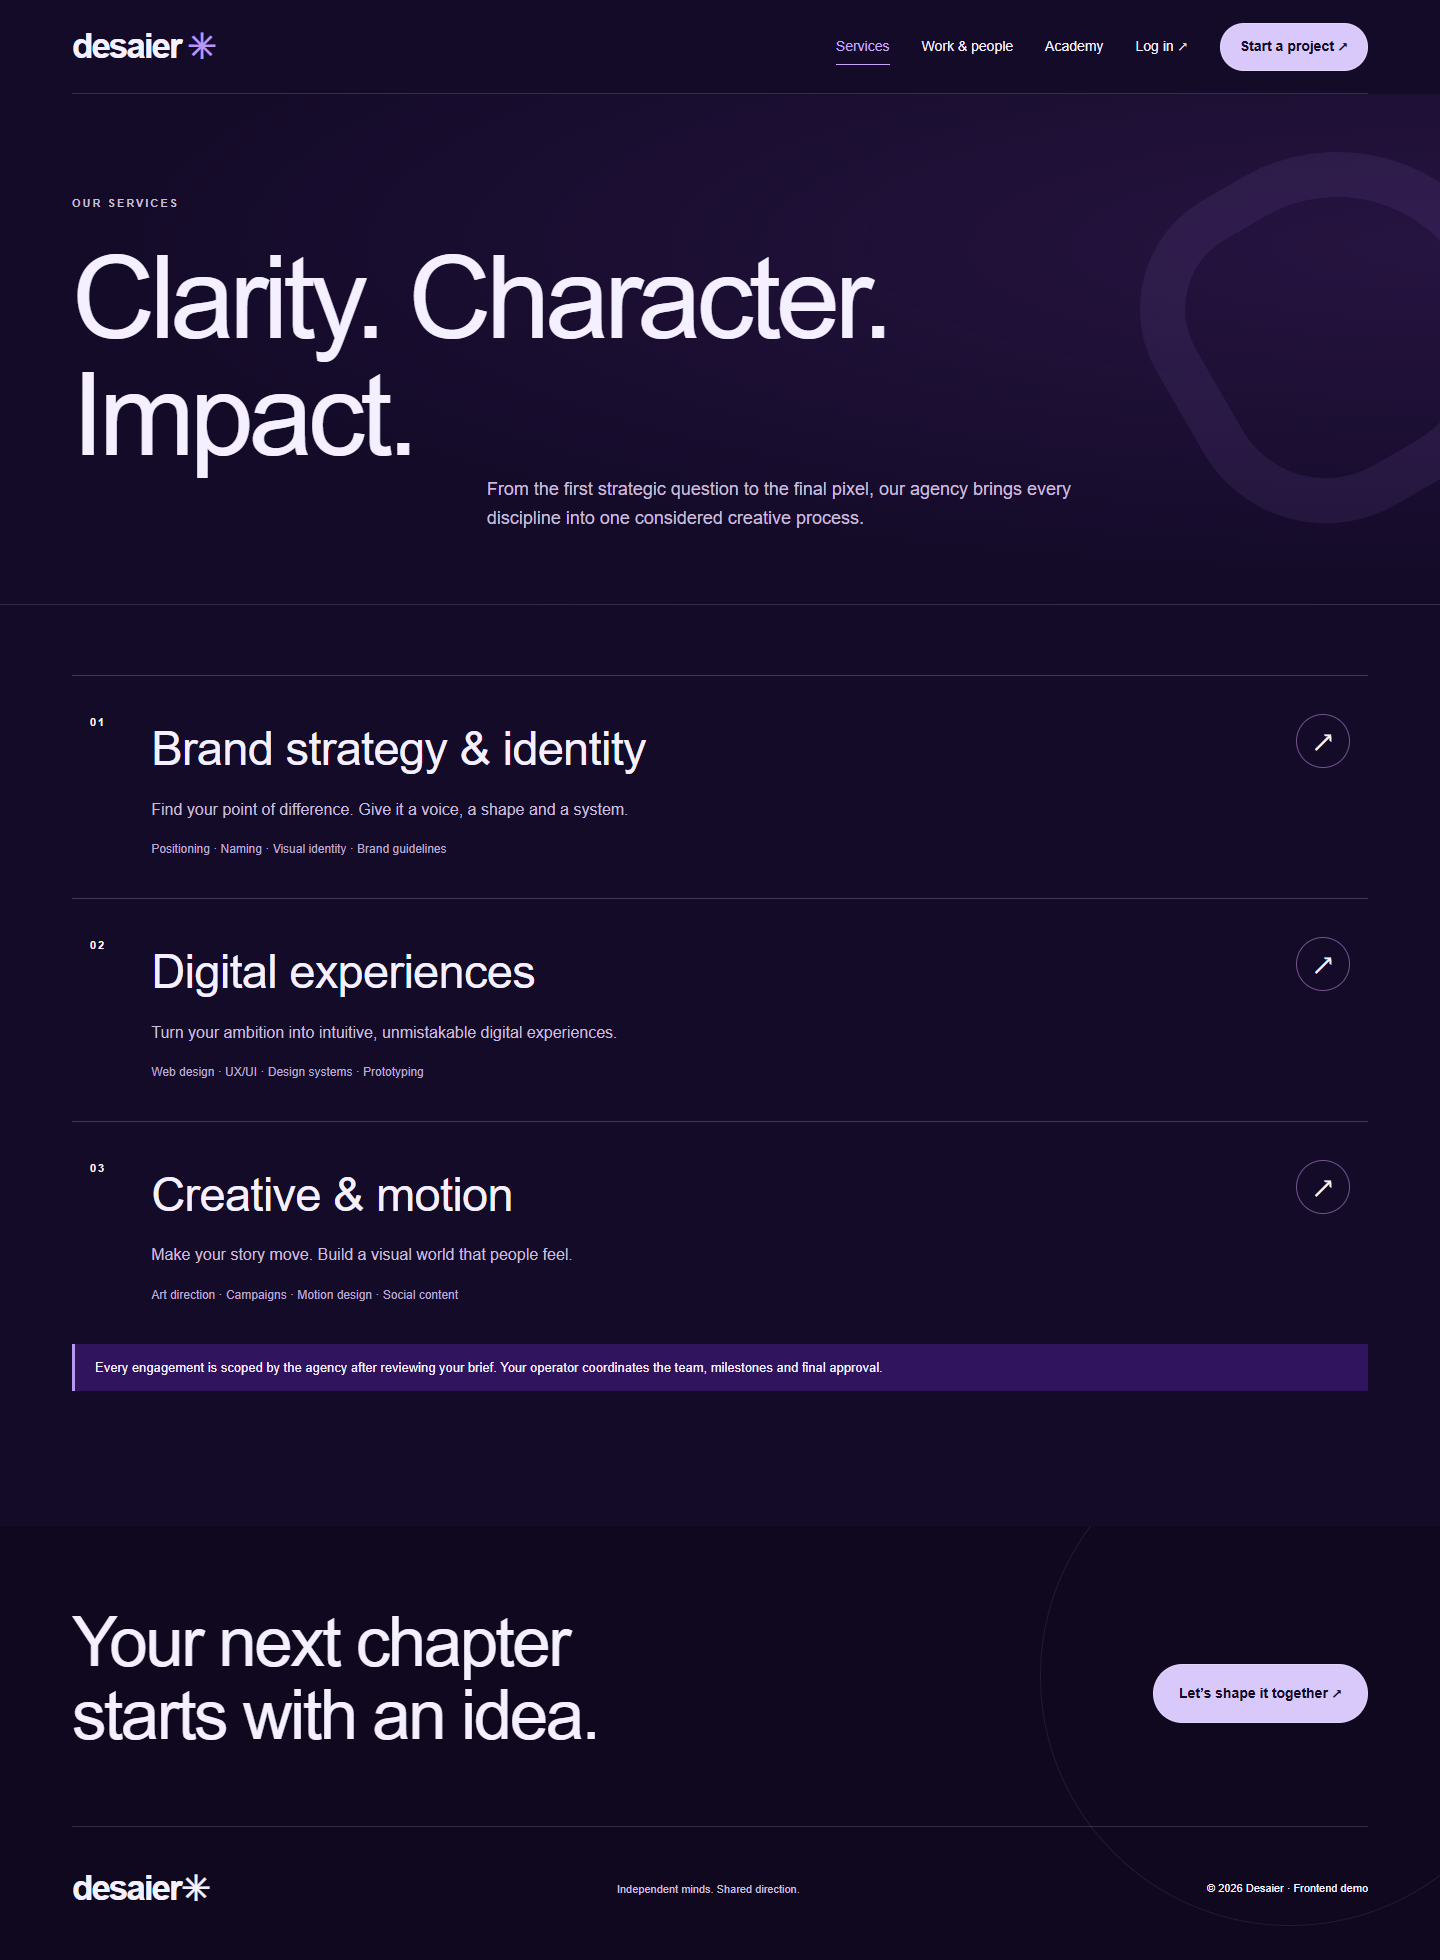 desaier ✳
Services Work & people Academy Log in ↗ Start a project ↗
OUR SERVICES
Clarity. Character.
Impact.
From the first strategic question to the final pixel, our agency brings every
discipline into one considered creative process.
01
Brand strategy & identity
↗
Find your point of difference. Give it a voice, a shape and a system.
Positioning · Naming · Visual identity · Brand guidelines
02
Digital experiences
↗
Turn your ambition into intuitive, unmistakable digital experiences.
Web design · UX/UI · Design systems · Prototyping
03
Creative & motion
↗
Make your story move. Build a visual world that people feel.
Art direction · Campaigns · Motion design · Social content
Every engagement is scoped by the agency after reviewing your brief. Your operator coordinates the team, milestones and final approval.
Your next chapter
starts with an idea.
Let’s shape it together ↗
desaier✳
Independent minds. Shared direction.
© 2026 Desaier · Frontend demo